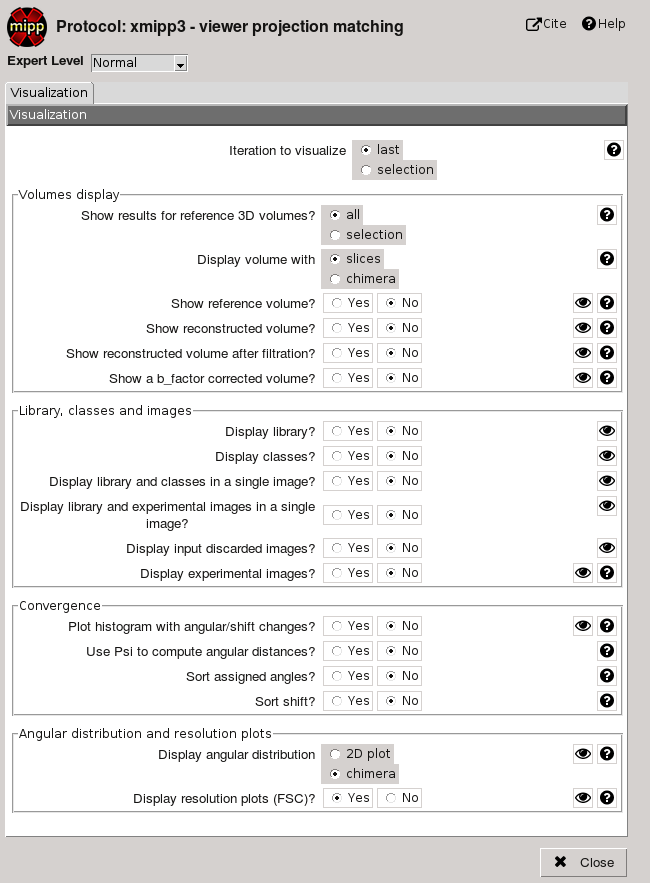 mipp
Protocol: xmipp3 - viewer projection matching
Cite
Help
Expert Level Normal
Visualization
Visualization
Iteration to visualize last
selection
Volumes display
Show results for reference 3D volumes? all
selection
Display volume with slices
chimera
Show reference volume? Yes No
Show reconstructed volume? Yes No
Show reconstructed volume after filtration? Yes No
Show a b_factor corrected volume? Yes No
Library, classes and images
Display library? Yes No
Display classes? Yes No
Display library and classes in a single image? Yes No
Display library and experimental images in a single
image? Yes No
Display input discarded images? Yes No
Display experimental images? Yes No
Convergence
Plot histogram with angular/shift changes? Yes No
Use Psi to compute angular distances? Yes No
Sort assigned angles? Yes No
Sort shift? Yes No
Angular distribution and resolution plots
Display angular distribution 2D plot
chimera
Display resolution plots (FSC)? Yes No
Close